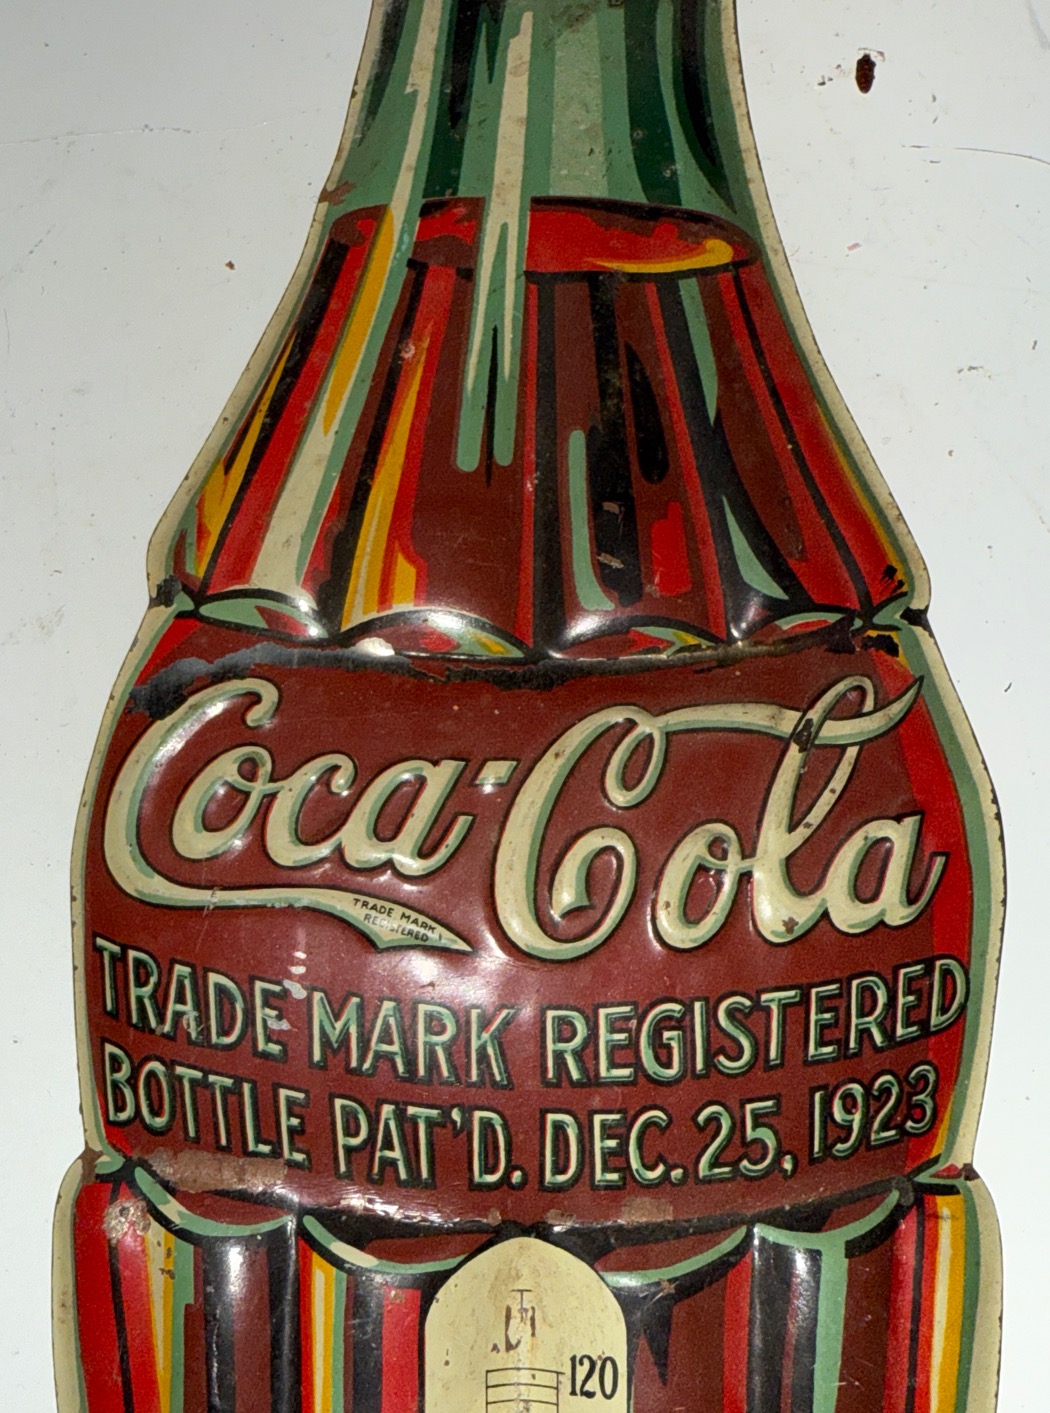 Coca-Cola
TRADE MARK
REGISTERED
TRADE MARK REGISTERED
BOTTLE PAT'D. DEC. 25, 1923
120